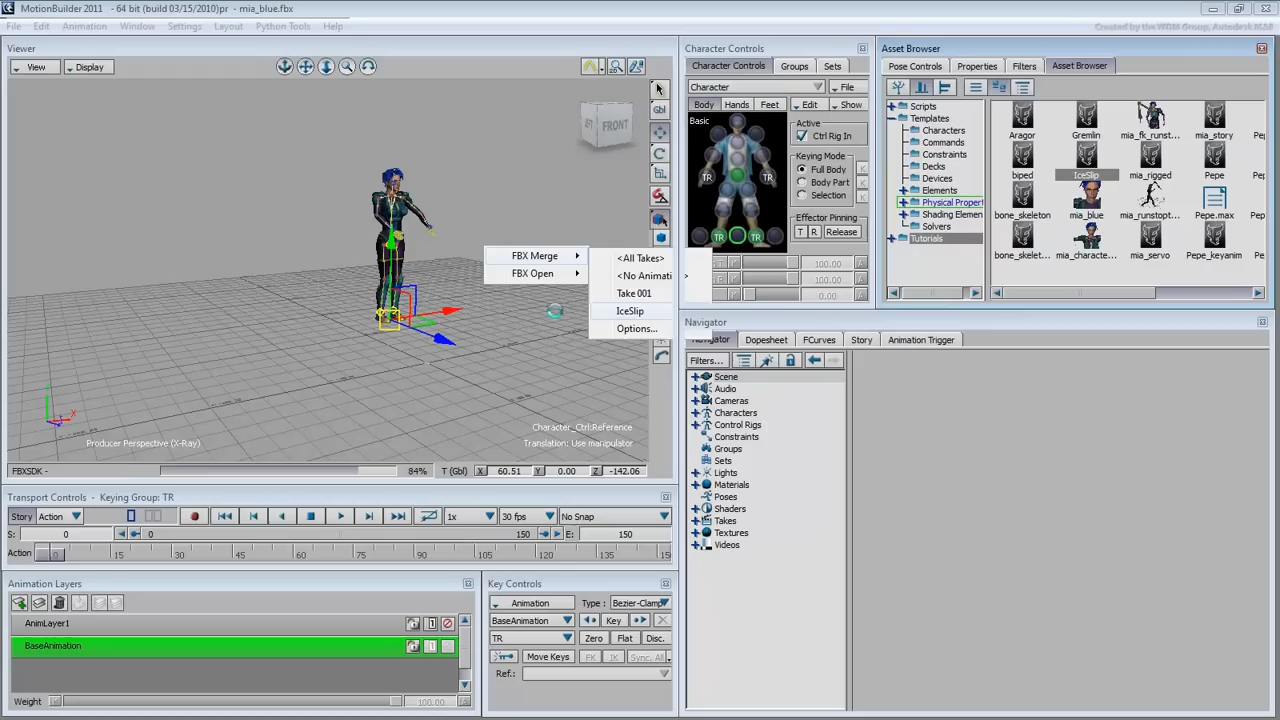 MotionBuilder 2011 - 64 bit (build 03/15/2010)pr - mia_blue.fbx
File Edit Animation Window Settings Layout Python Tools Help
Created by the WDM Group, Autodesk M&E
Viewer
View Display
FRONT
Gbl
FBX Merge
FBX Open
<All Takes>
<No Animati
Take 001
IceSlip
Options...
Producer Perspective (X-Ray)
Character_Ctrl:Reference
Translation: Use manipulator
FBXSDK - 84% T (Gbl) X 60.51 Y 0.00 Z -142.06
Character Controls
Character Controls Groups Sets
Character File
Body Hands Feet Edit Show
Basic
TR TR
TR TR
Active
Ctrl Rig In
Keying Mode
Full Body
Body Part
Selection
Effector Pinning
T R Release
100.00
100.00
0.00
Asset Browser
Pose Controls Properties Filters Asset Browser
Scripts
Templates
Characters
Commands
Constraints
Decks
Devices
Elements
Physical Propert
Shading Elemen
Solvers
Tutorials
Aragor Gremlin mia_fk_runst... mia_story
biped IceSlip mia_rigged Pepe
bone_skeleton mia_blue mia_runstopt... Pepe.max
bone_skelet... mia_characte... mia_servo Pepe_keyanim
Navigator
Navigator Dopesheet FCurves Story Animation Trigger
Filters...
Scene
Audio
Cameras
Characters
Control Rigs
Constraints
Groups
Sets
Lights
Materials
Poses
Shaders
Takes
Textures
Videos
Transport Controls - Keying Group: TR
Story Action 1x 30 fps No Snap
S: 0 0 150 E: 150
Action 0 15 30 45 60 75 90 105 120 135 15
Animation Layers
AnimLayer1
BaseAnimation
Weight 100.00
Key Controls
Animation Type : Bezier-Clamp
BaseAnimation Key
TR Zero Flat Disc.
Move Keys FK IK Sync. All
Ref.: